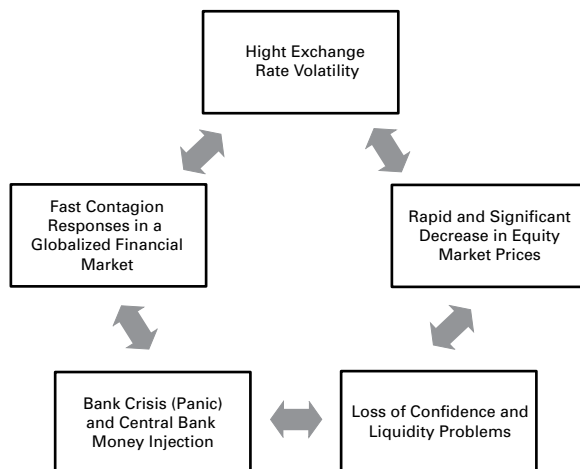 Hight Exchange
Rate Volatility
Fast Contagion
Responses in a
Globalized Financial
Market
Rapid and Significant
Decrease in Equity
Market Prices
Bank Crisis (Panic)
and Central Bank
Money Injection
Loss of Confidence and
Liquidity Problems